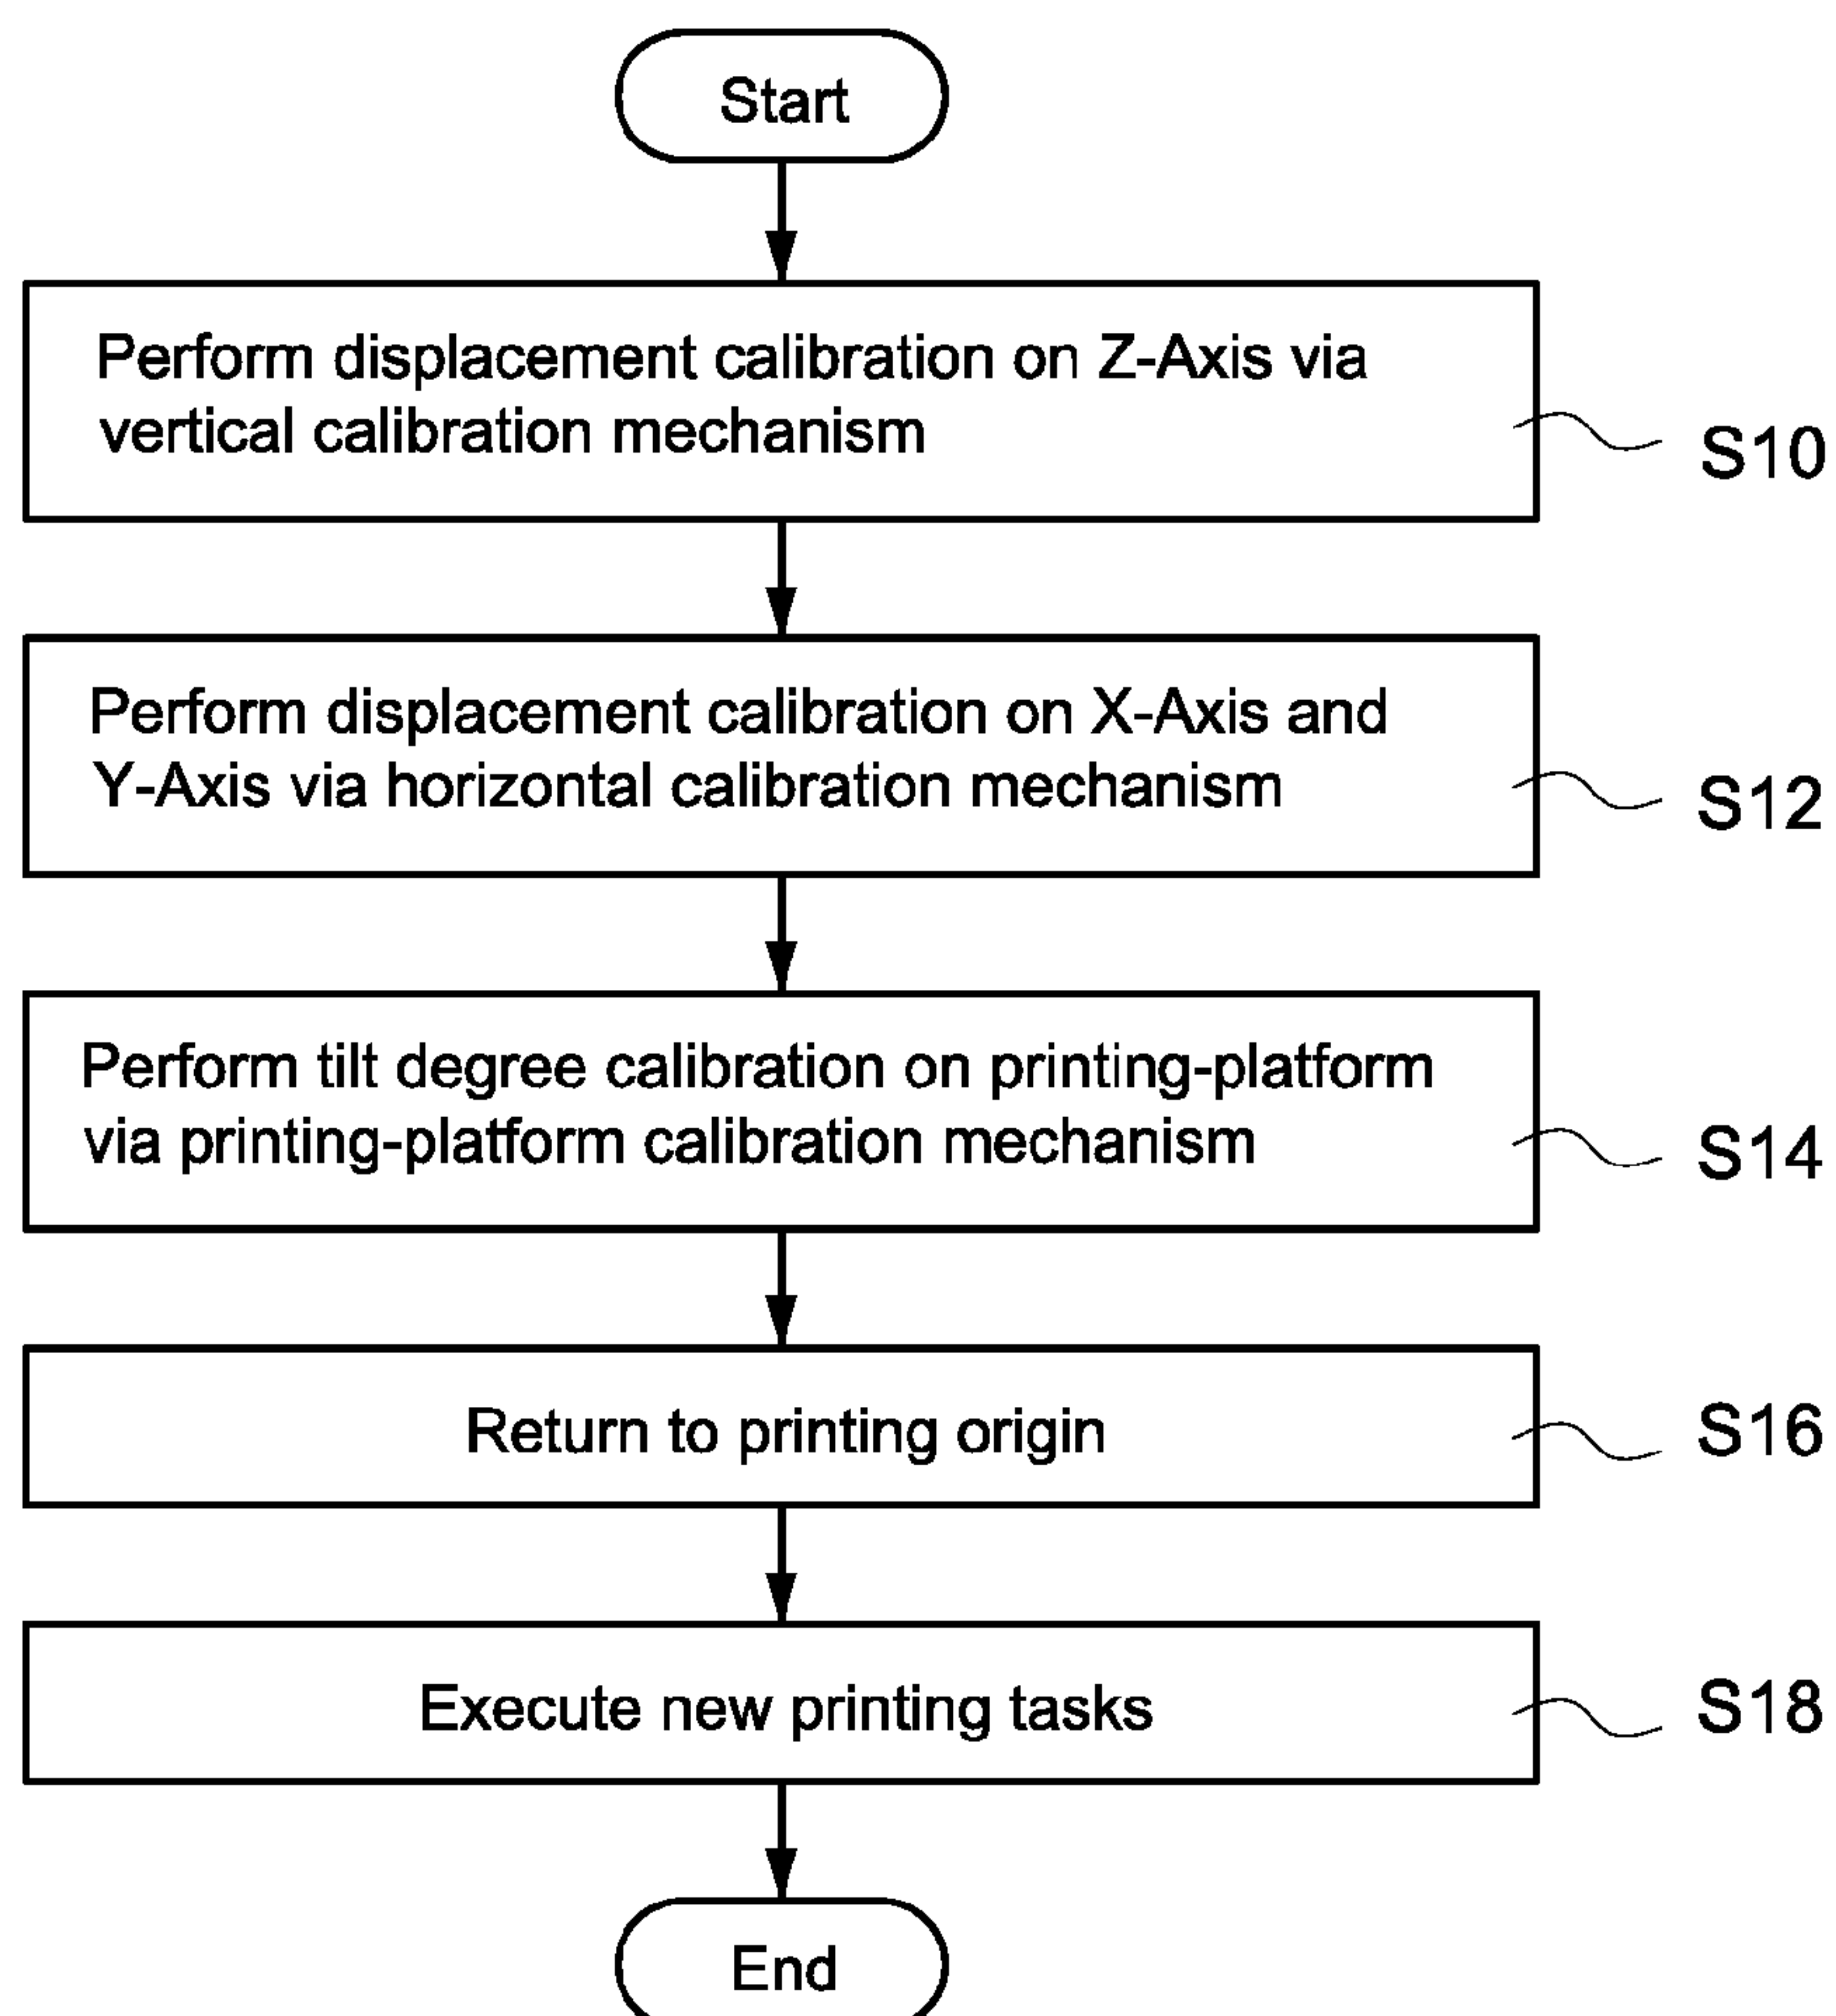 Start
Perform displacement calibration on Z-Axis via
vertical calibration mechanism
S10
Perform displacement calibration on X-Axis and
Y-Axis via horizontal calibration mechanism
S12
Perform tilt degree calibration on printing-platform
via printing-platform calibration mechanism
S14
Return to printing origin
S16
Execute new printing tasks
S18
End